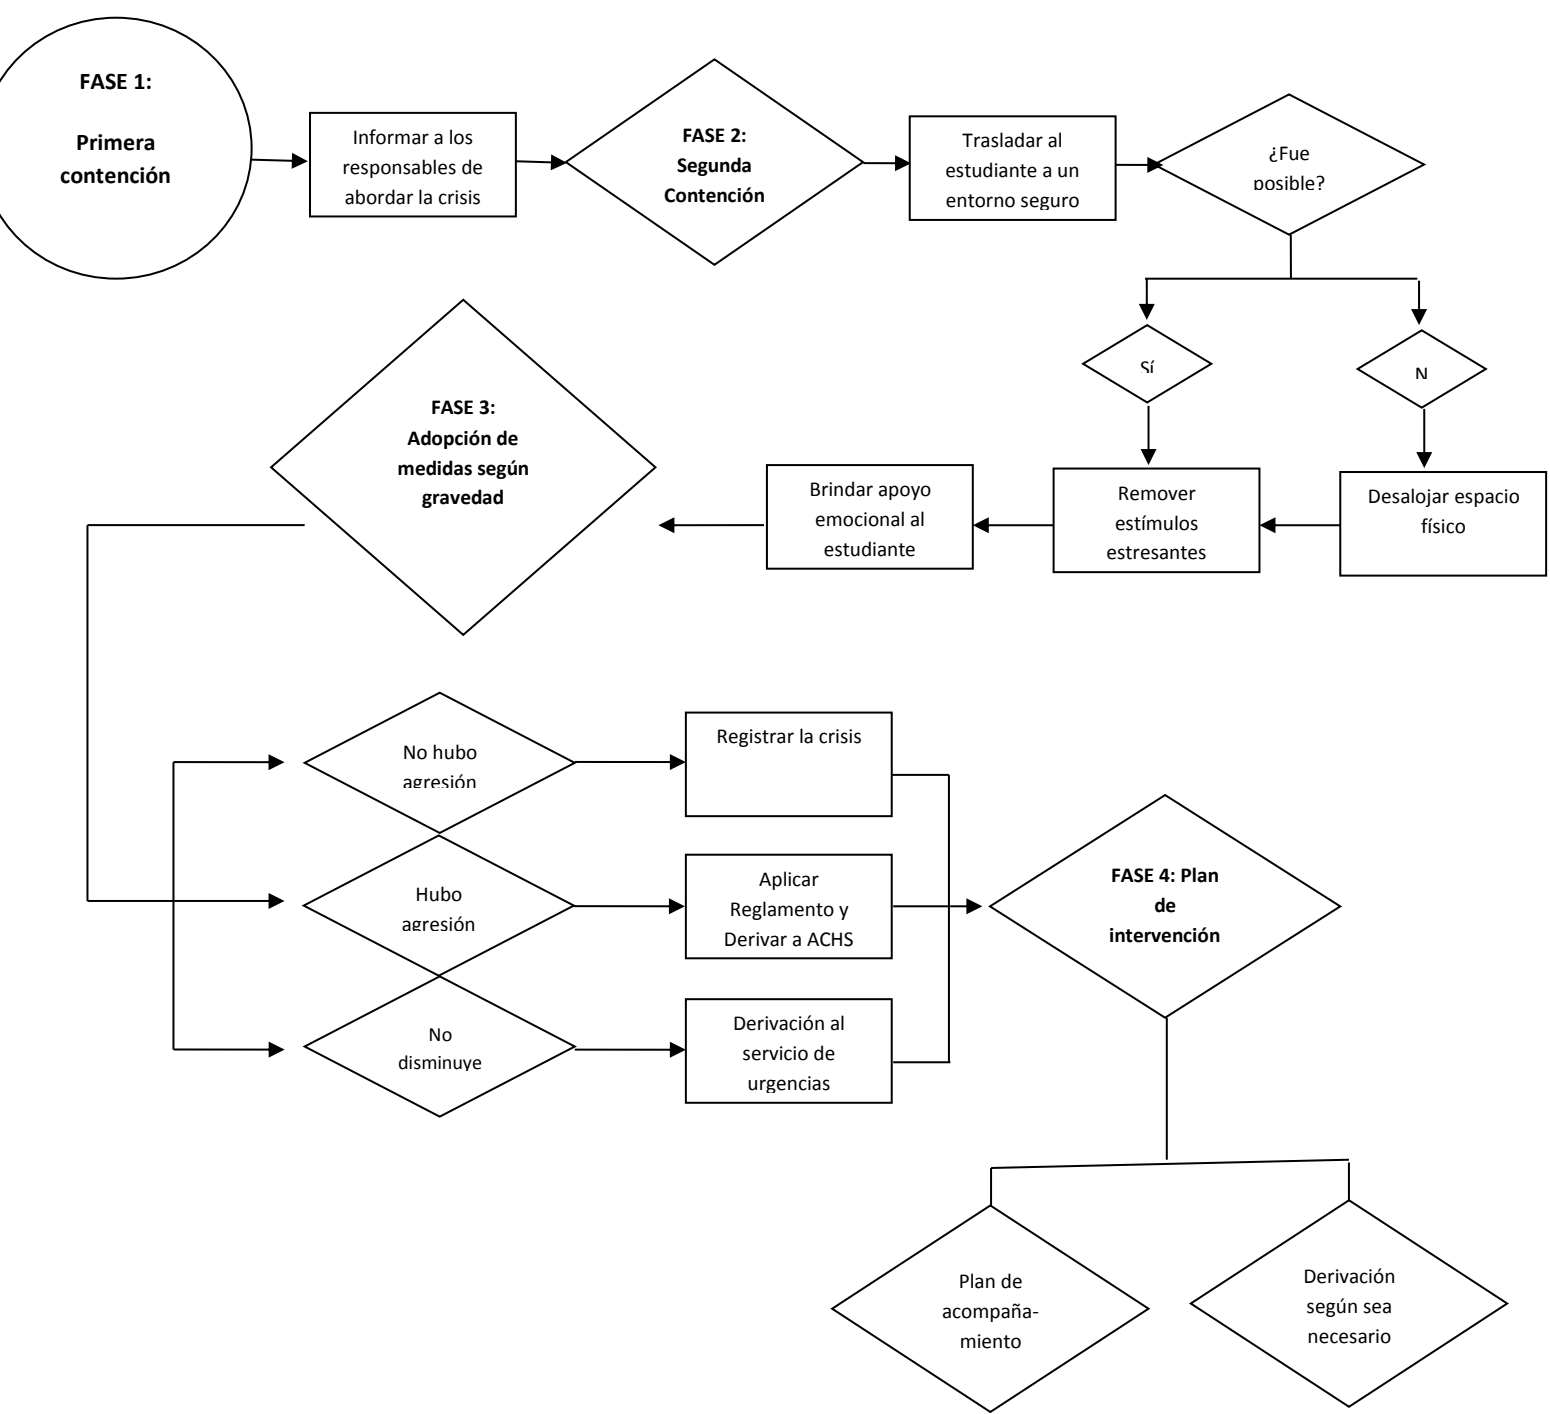 FASE 1:
Primera
contención
Informar a los
responsables de
abordar la crisis
FASE 2:
Segunda
Contención
Trasladar al
estudiante a un
entorno seguro
¿Fue
posible?
Sí
N
Desalojar espacio
físico
Remover
estímulos
estresantes
Brindar apoyo
emocional al
estudiante
FASE 3:
Adopción de
medidas según
gravedad
No hubo
agresión
Registrar la crisis
Hubo
agresión
Aplicar
Reglamento y
Derivar a ACHS
No
disminuye
Derivación al
servicio de
urgencias
FASE 4: Plan
de
intervención
Plan de
acompaña-
miento
Derivación
según sea
necesario